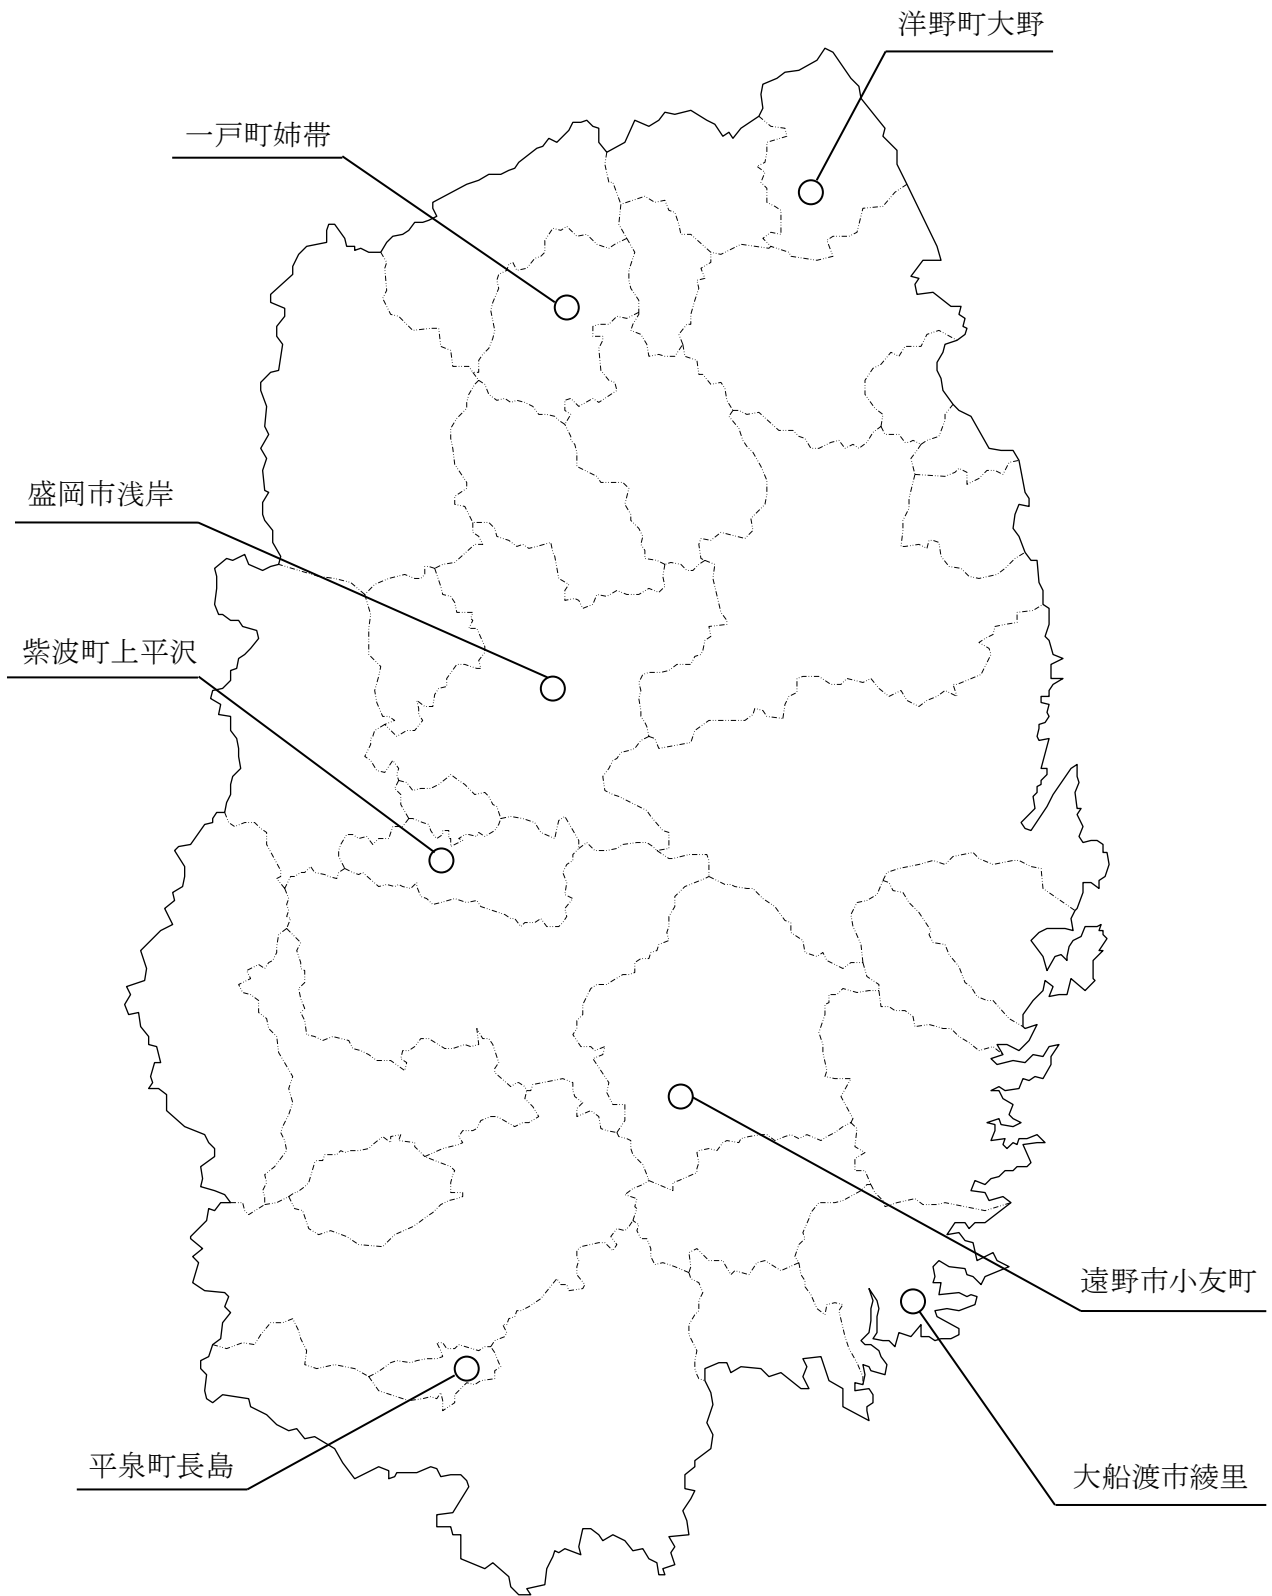 洋野町大野
一戸町姉帯
盛岡市浅岸
紫波町上平沢
遠野市小友町
平泉町長島
大船渡市綾里